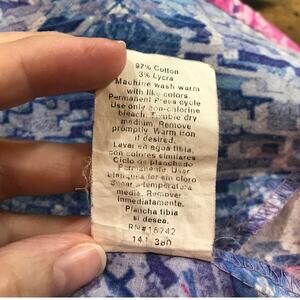 97% Cotton
3% Lycra
Machine wash warm
with like colors.
Permanent Press cycle
Use only non-chlorine
bleach. Tumble dry
medium. Remove
promptly. Warm iron
if desired.
Lavar en agua tibia,
con colores similares
Ciclo de planchado
Permanente. Usar
blanqueador sin cloro
Secar a temperatura
media. Remover
inmediatamente.
Plancha tibia
si desea.
RN#16742
141 380